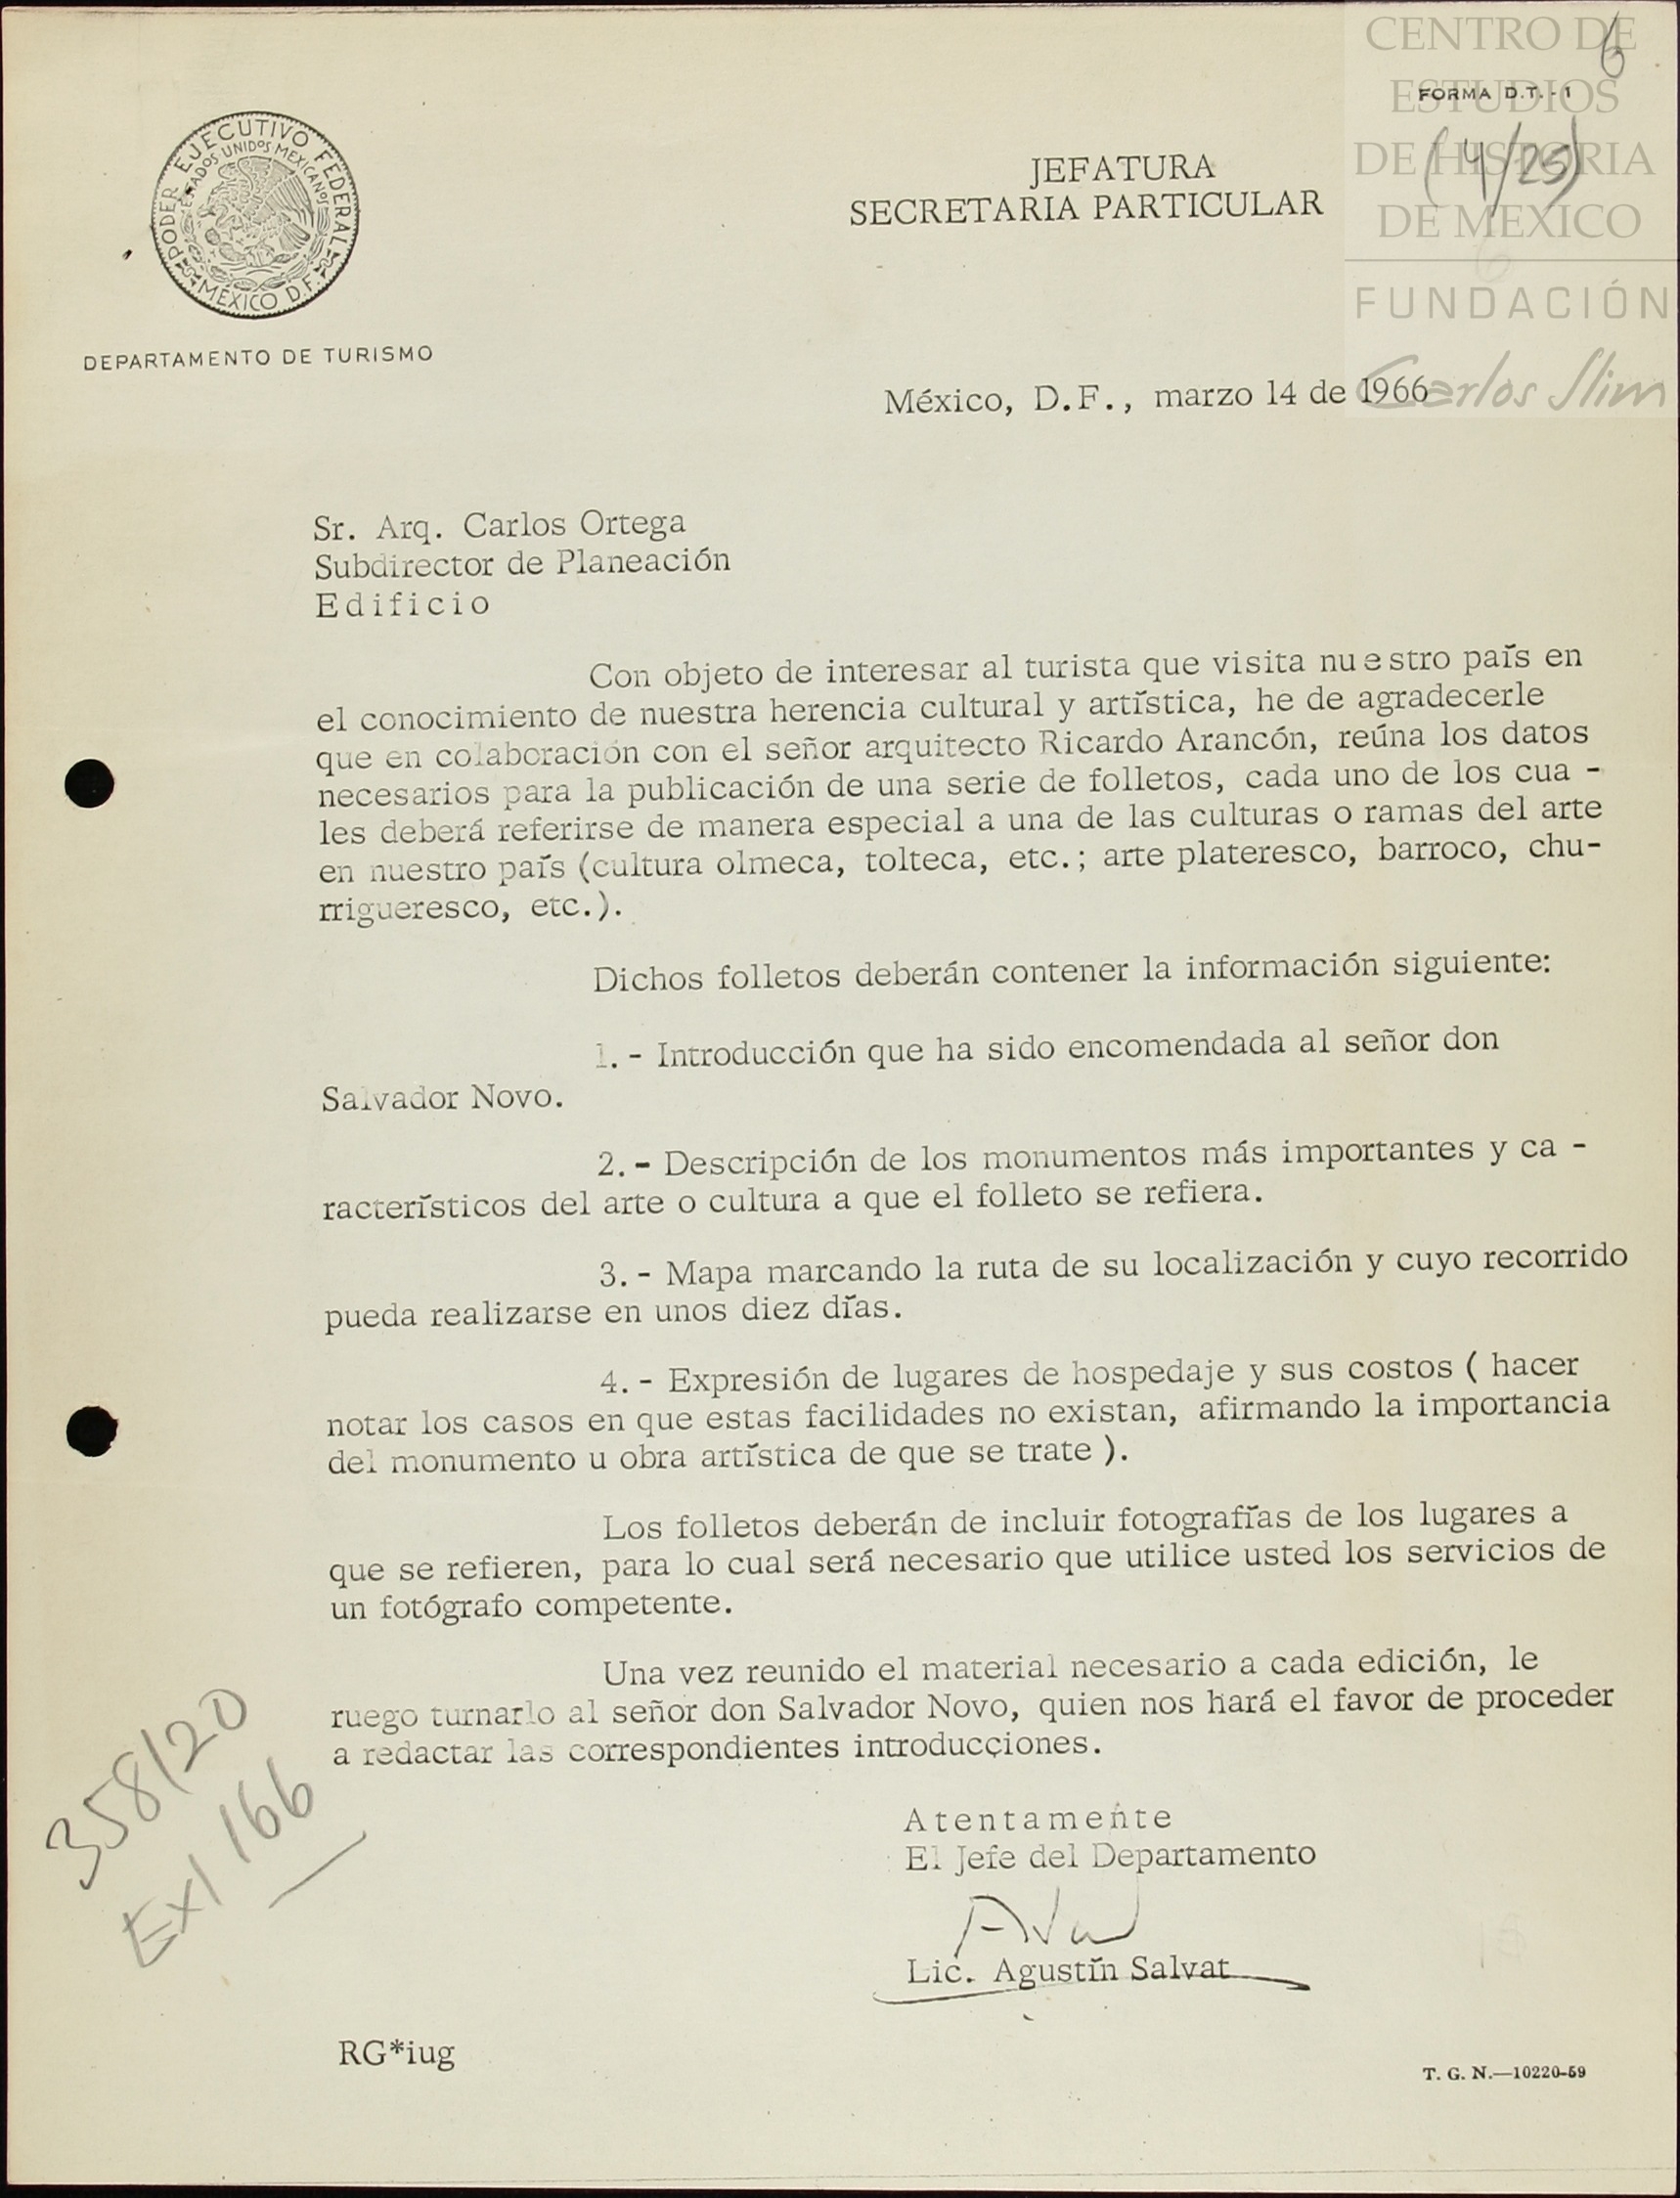 CENTRO DE
ESTUDIOS
DE HISTORIA
DE MÉXICO
FUNDACIÓN
Carlos Slim
6
FORMA D.T.-1
(4/25)
PODER EJECUTIVO FEDERAL
ESTADOS UNIDOS MEXICANOS
MÉXICO D.F.
DEPARTAMENTO DE TURISMO
JEFATURA
SECRETARIA PARTICULAR
México, D.F., marzo 14 de 1966
Sr. Arq. Carlos Ortega
Subdirector de Planeación
Edificio
Con objeto de interesar al turista que visita nuestro país en
el conocimiento de nuestra herencia cultural y artística, he de agradecerle
que en colaboración con el señor arquitecto Ricardo Arancón, reúna los datos
necesarios para la publicación de una serie de folletos, cada uno de los cua -
les deberá referirse de manera especial a una de las culturas o ramas del arte
en nuestro país (cultura olmeca, tolteca, etc.; arte plateresco, barroco, chu-
rrigueresco, etc.).
Dichos folletos deberán contener la información siguiente:
1. - Introducción que ha sido encomendada al señor don
Salvador Novo.
2. - Descripción de los monumentos más importantes y ca -
racterísticos del arte o cultura a que el folleto se refiera.
3. - Mapa marcando la ruta de su localización y cuyo recorrido
pueda realizarse en unos diez días.
4. - Expresión de lugares de hospedaje y sus costos ( hacer
notar los casos en que estas facilidades no existan, afirmando la importancia
del monumento u obra artística de que se trate ).
Los folletos deberán de incluir fotografías de los lugares a
que se refieren, para lo cual será necesario que utilice usted los servicios de
un fotógrafo competente.
Una vez reunido el material necesario a cada edición, le
ruego turnarlo al señor don Salvador Novo, quien nos hará el favor de proceder
a redactar las correspondientes introducciones.
Atentamente
El Jefe del Departamento
Lic. Agustín Salvat
358/20
Ex/166
RG*iug
T. G. N.—10220-59